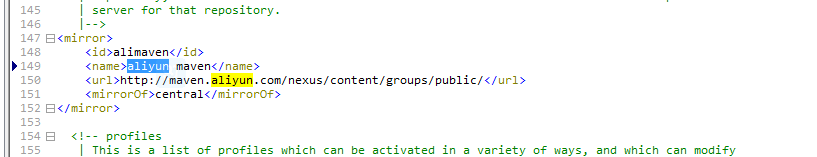 145 | server for that repository.
146 |-->
147 <mirror>
148 <id>alimaven</id>
149 <name>aliyun maven</name>
150 <url>http://maven.aliyun.com/nexus/content/groups/public/</url>
151 <mirrorOf>central</mirrorOf>
152 </mirror>
153
154 <!-- profiles
155 | This is a list of profiles which can be activated in a variety of ways, and which can modify